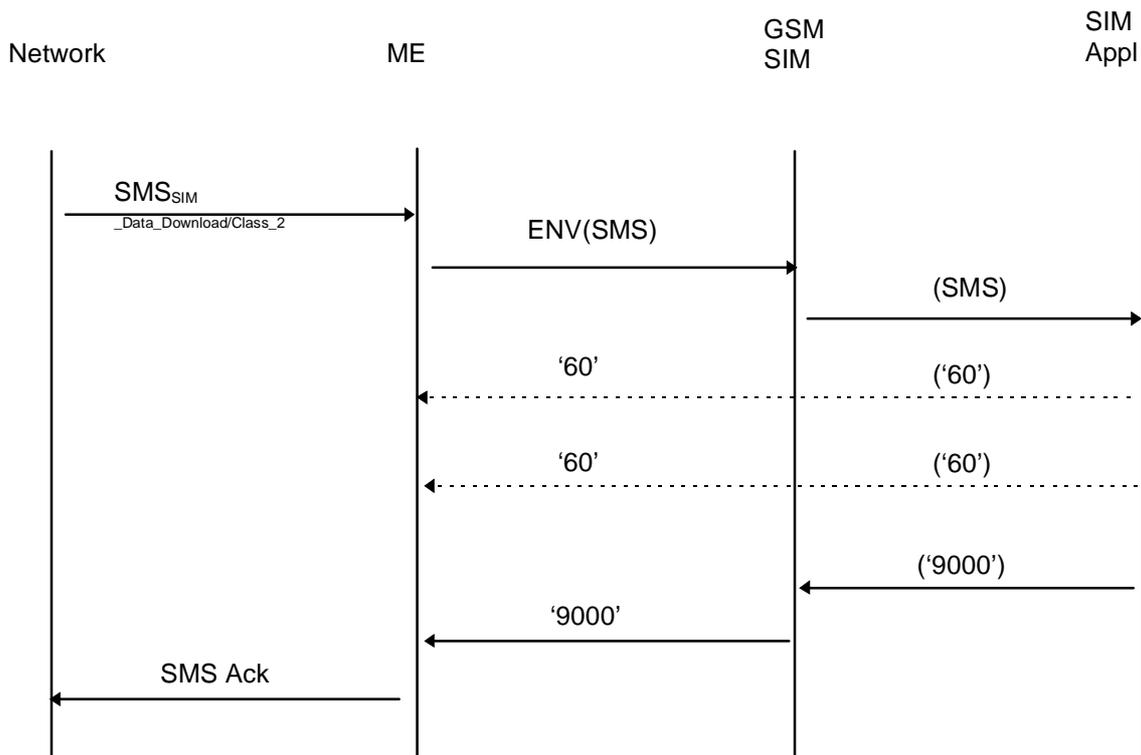 Network
ME
GSM
SIM
SIM
Appl
SMSSIM
_Data_Download/Class_2
ENV(SMS)
(SMS)
‘60’
(‘60’)
‘60’
(‘60’)
(‘9000’)
‘9000’
SMS Ack